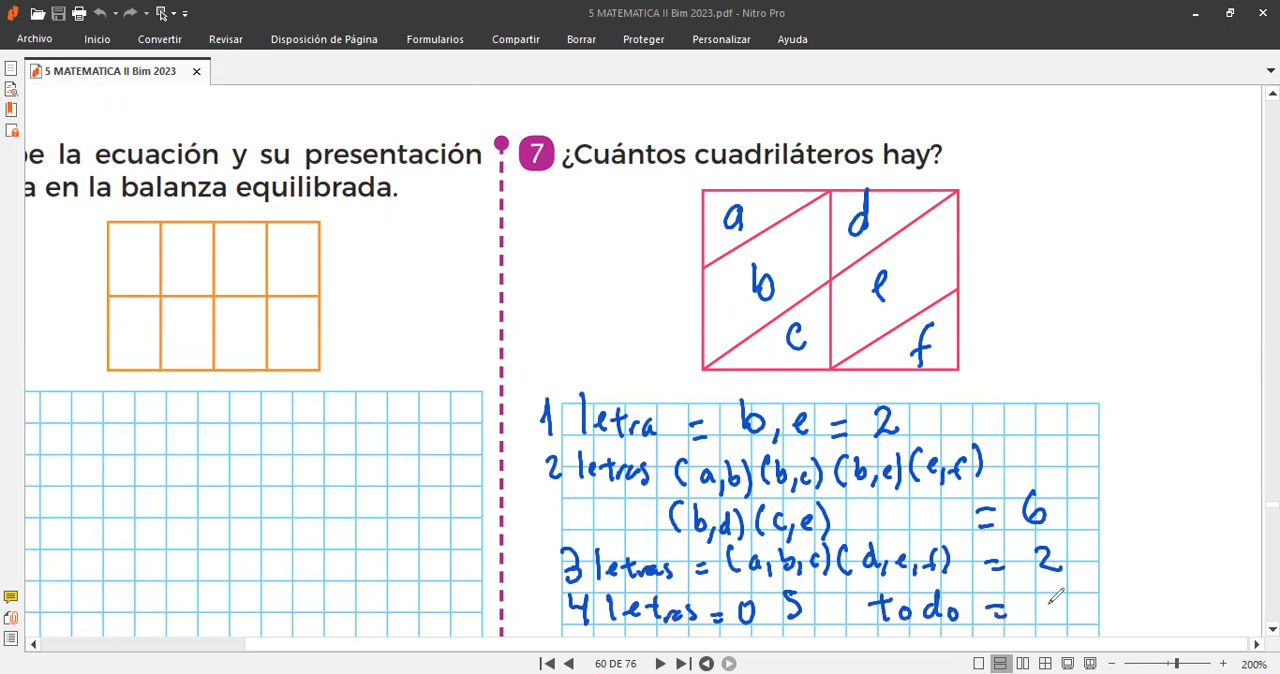 5 MATEMATICA II Bim 2023.pdf - Nitro Pro
Archivo Inicio Convertir Revisar Disposición de Página Formularios Compartir Borrar Proteger Personalizar Ayuda
5 MATEMATICA II Bim 2023
be la ecuación y su presentación
a en la balanza equilibrada.
7 ¿Cuántos cuadriláteros hay?
a d
b e
c f
1 letra = b, e = 2
2 letras (a,b)(b,c)(b,e)(e,f)
(b,d)(c,e) = 6
3 letras = (a,b,c)(d,e,f) = 2
4 letras = 0 5 todo =
60 DE 76
200%